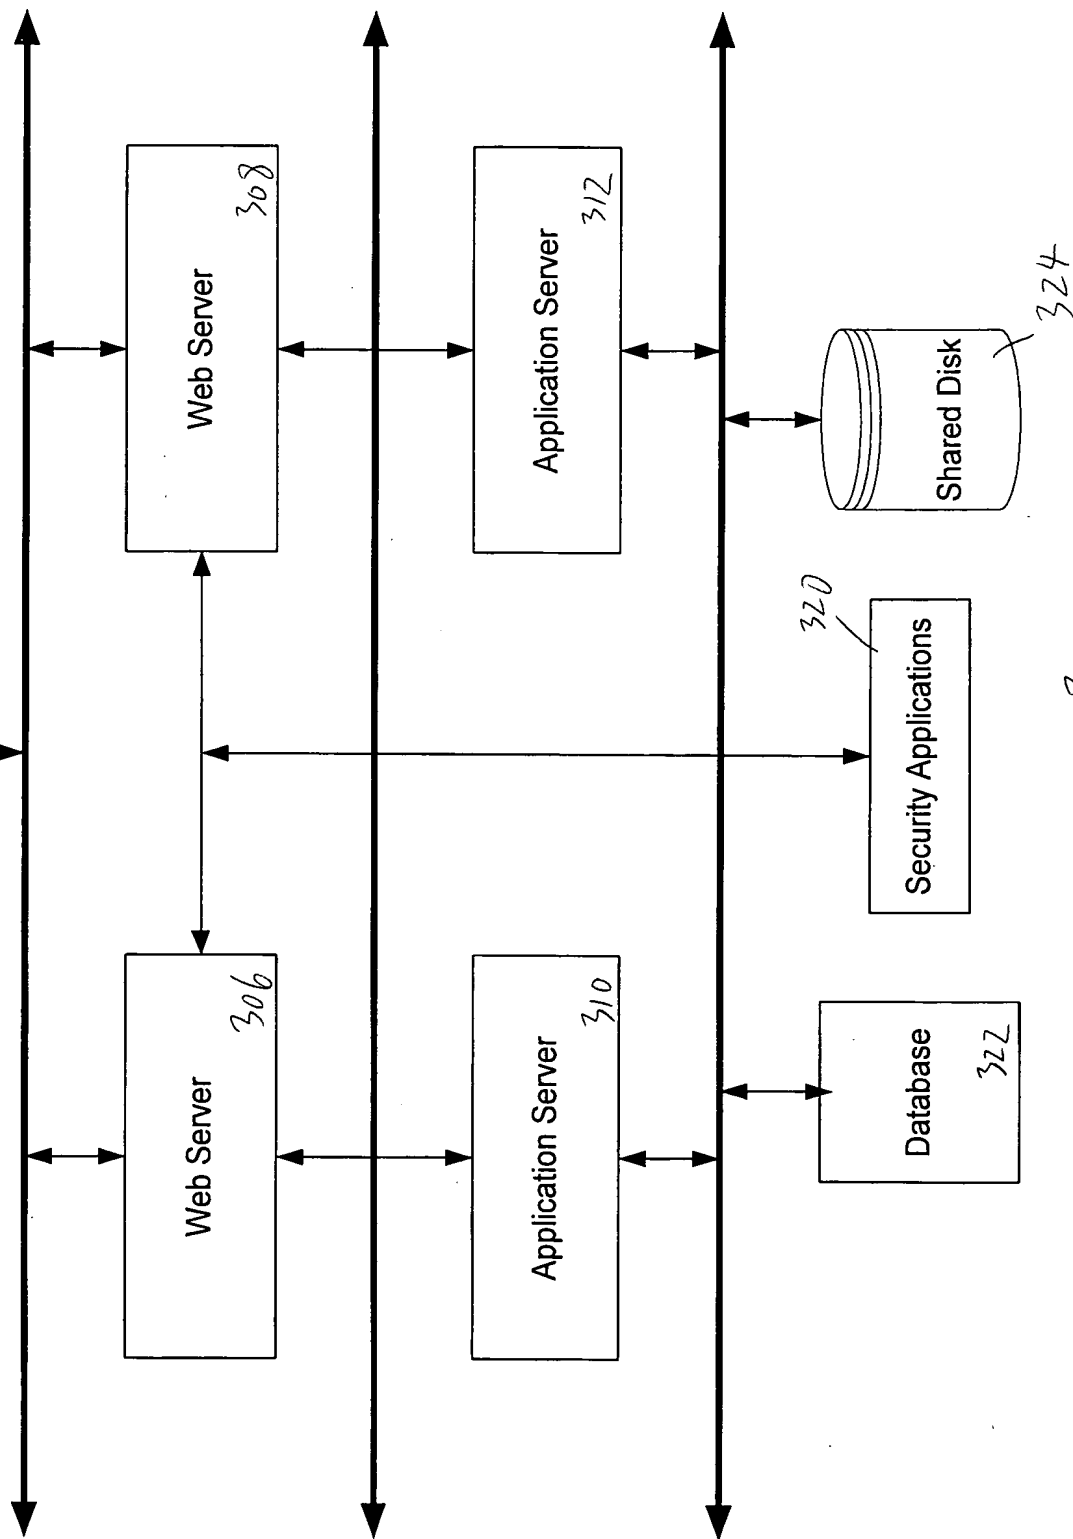 Web Server
306
Web Server
308
Application Server
310
Application Server
312
Database
322
Security Applications
320
Shared Disk
324